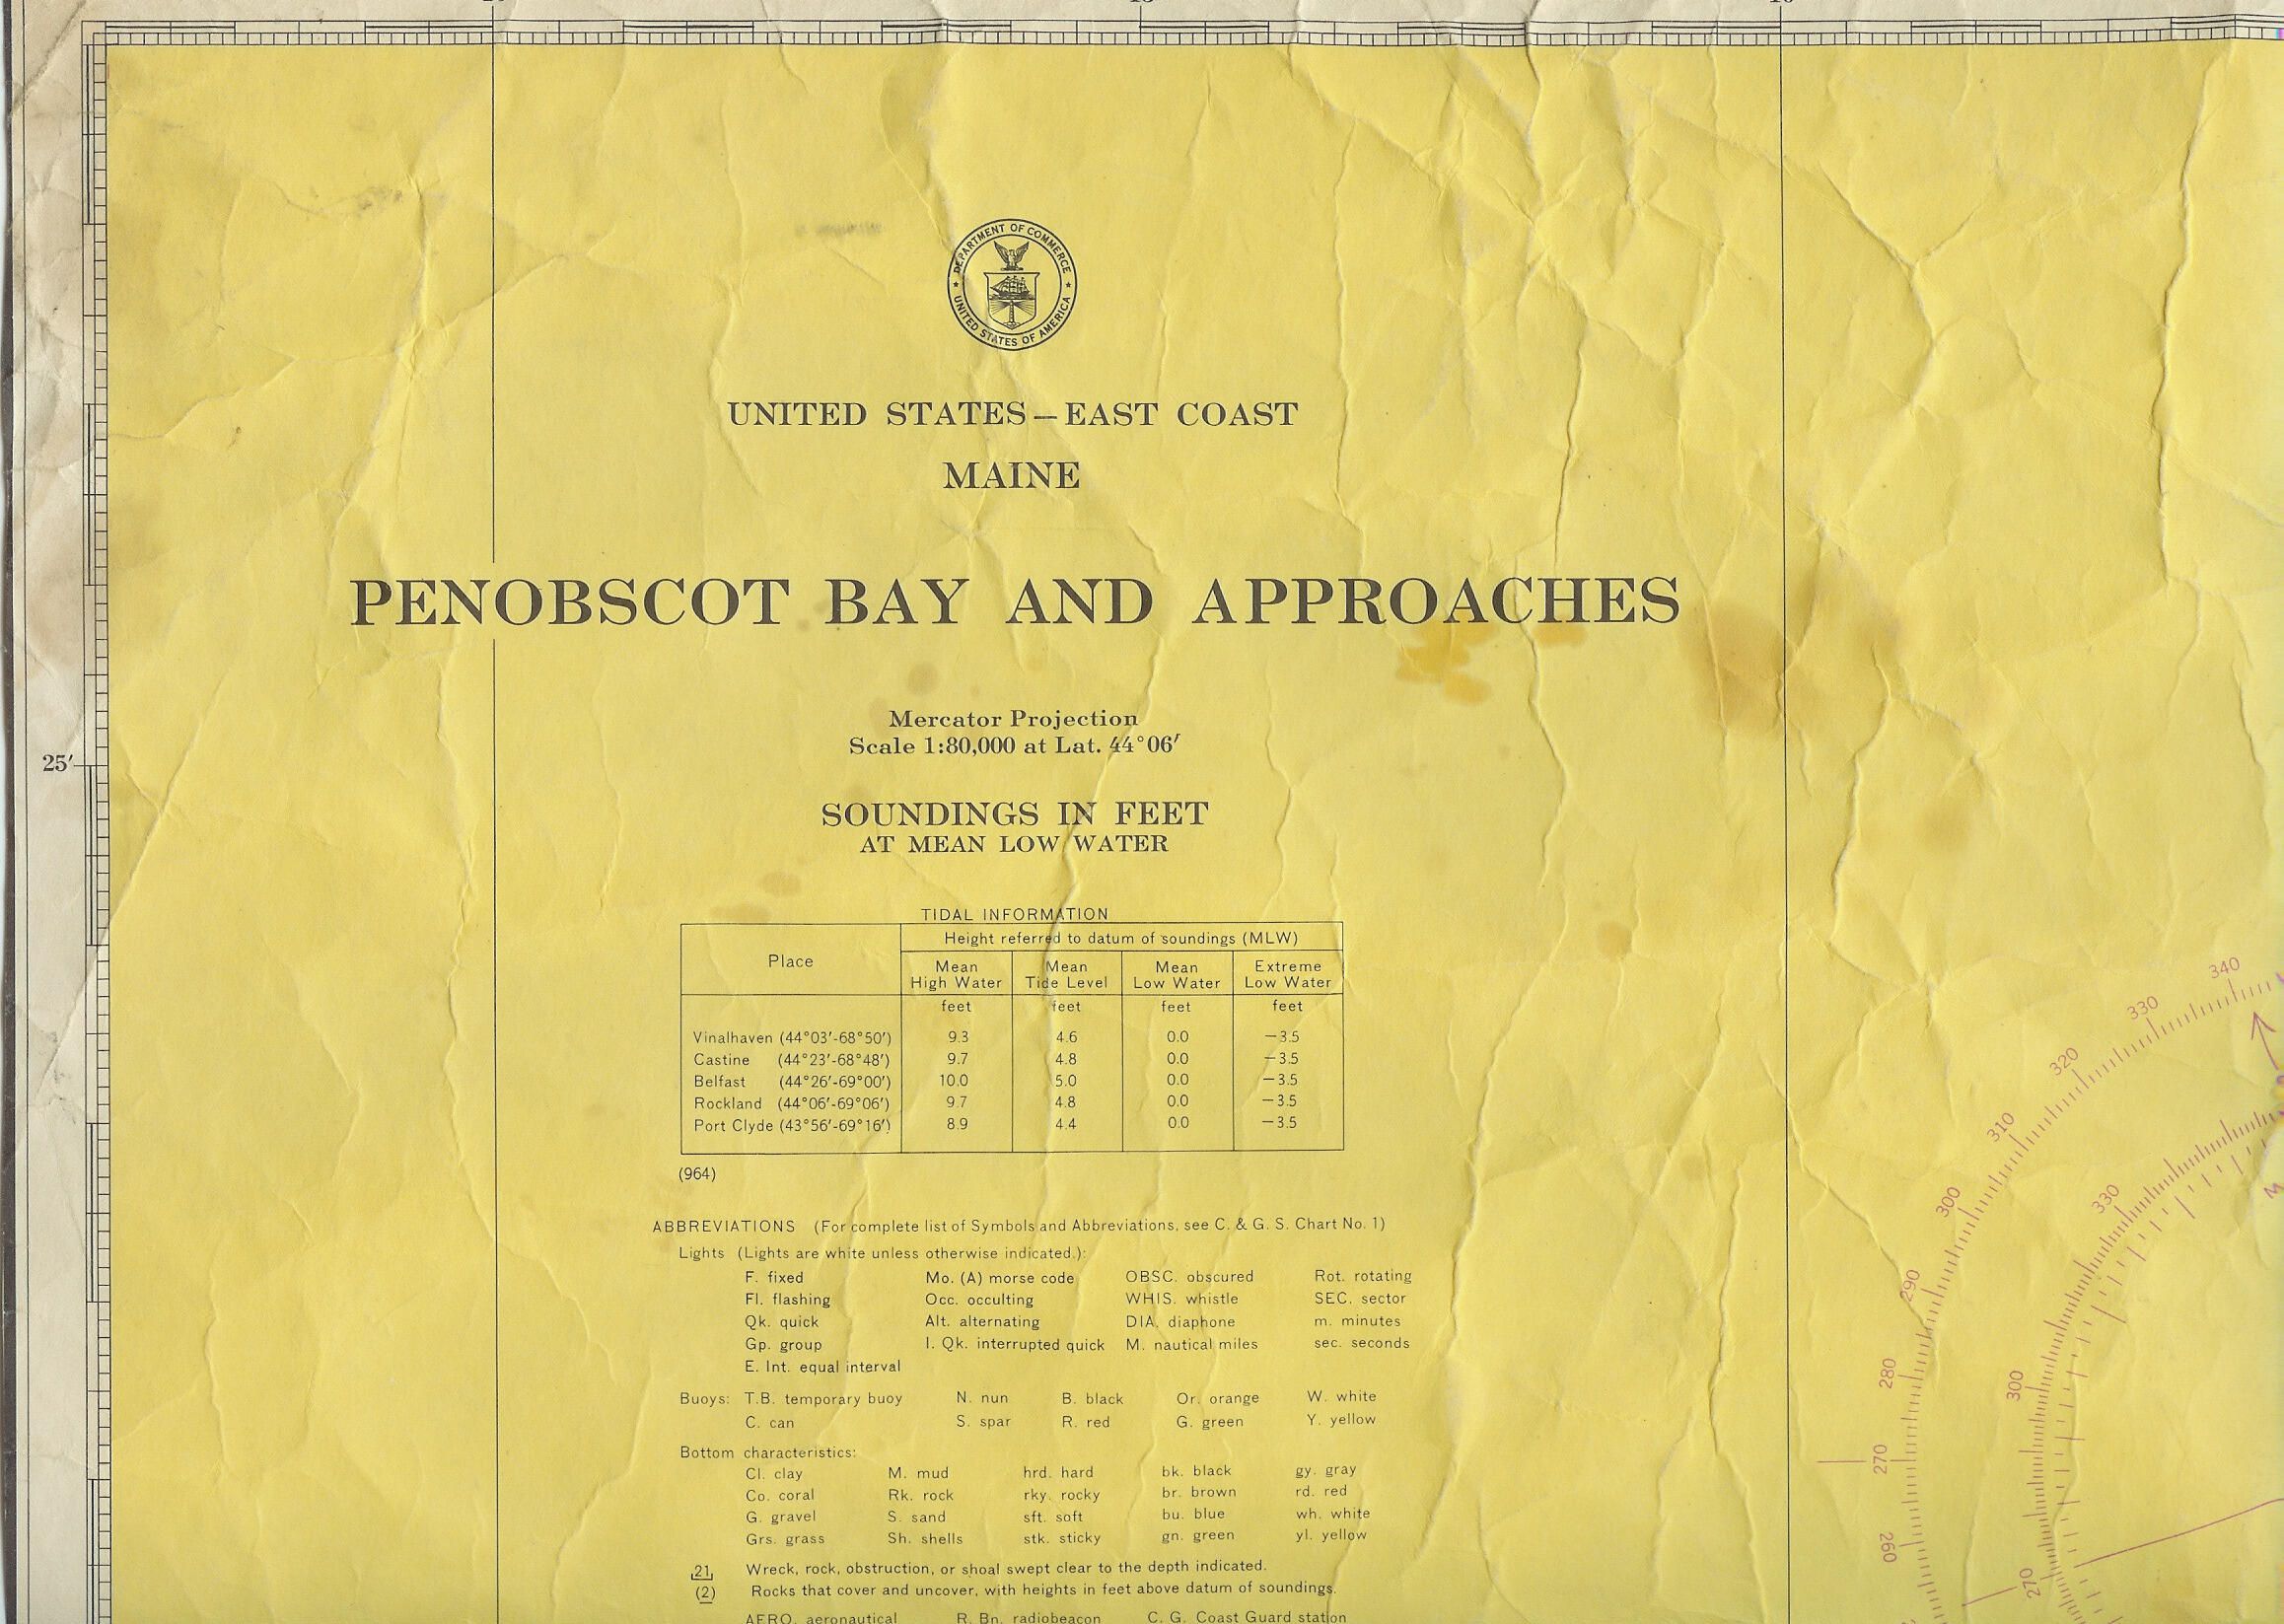 DEPARTMENT OF COMMERCE
UNITED STATES OF AMERICA
UNITED STATES – EAST COAST
MAINE
PENOBSCOT BAY AND APPROACHES
Mercator Projection
Scale 1:80,000 at Lat. 44°06′
25′
SOUNDINGS IN FEET
AT MEAN LOW WATER
TIDAL INFORMATION
Place Height referred to datum of soundings (MLW)
Mean High Water Mean Tide Level Mean Low Water Extreme Low Water
feet feet feet feet
Vinalhaven (44°03′-68°50′) 9.3 4.6 0.0 −3.5
Castine (44°23′-68°48′) 9.7 4.8 0.0 −3.5
Belfast (44°26′-69°00′) 10.0 5.0 0.0 −3.5
Rockland (44°06′-69°06′) 9.7 4.8 0.0 −3.5
Port Clyde (43°56′-69°16′) 8.9 4.4 0.0 −3.5
(964)
ABBREVIATIONS (For complete list of Symbols and Abbreviations, see C. & G. S. Chart No. 1)
Lights (Lights are white unless otherwise indicated.):
F. fixed Mo. (A) morse code OBSC. obscured Rot. rotating
Fl. flashing Occ. occulting WHIS. whistle SEC. sector
Qk. quick Alt. alternating DIA. diaphone m. minutes
Gp. group I. Qk. interrupted quick M. nautical miles sec. seconds
E. Int. equal interval
Buoys: T.B. temporary buoy N. nun B. black Or. orange W. white
C. can S. spar R. red G. green Y. yellow
Bottom characteristics:
Cl. clay M. mud hrd. hard bk. black gy. gray
Co. coral Rk. rock rky. rocky br. brown rd. red
G. gravel S. sand sft. soft bu. blue wh. white
Grs. grass Sh. shells stk. sticky gn. green yl. yellow
21 Wreck, rock, obstruction, or shoal swept clear to the depth indicated.
(2) Rocks that cover and uncover, with heights in feet above datum of soundings.
AERO. aeronautical R. Bn. radiobeacon C. G. Coast Guard station
340
330
320
310
300
290
280
270
260
330
300
270